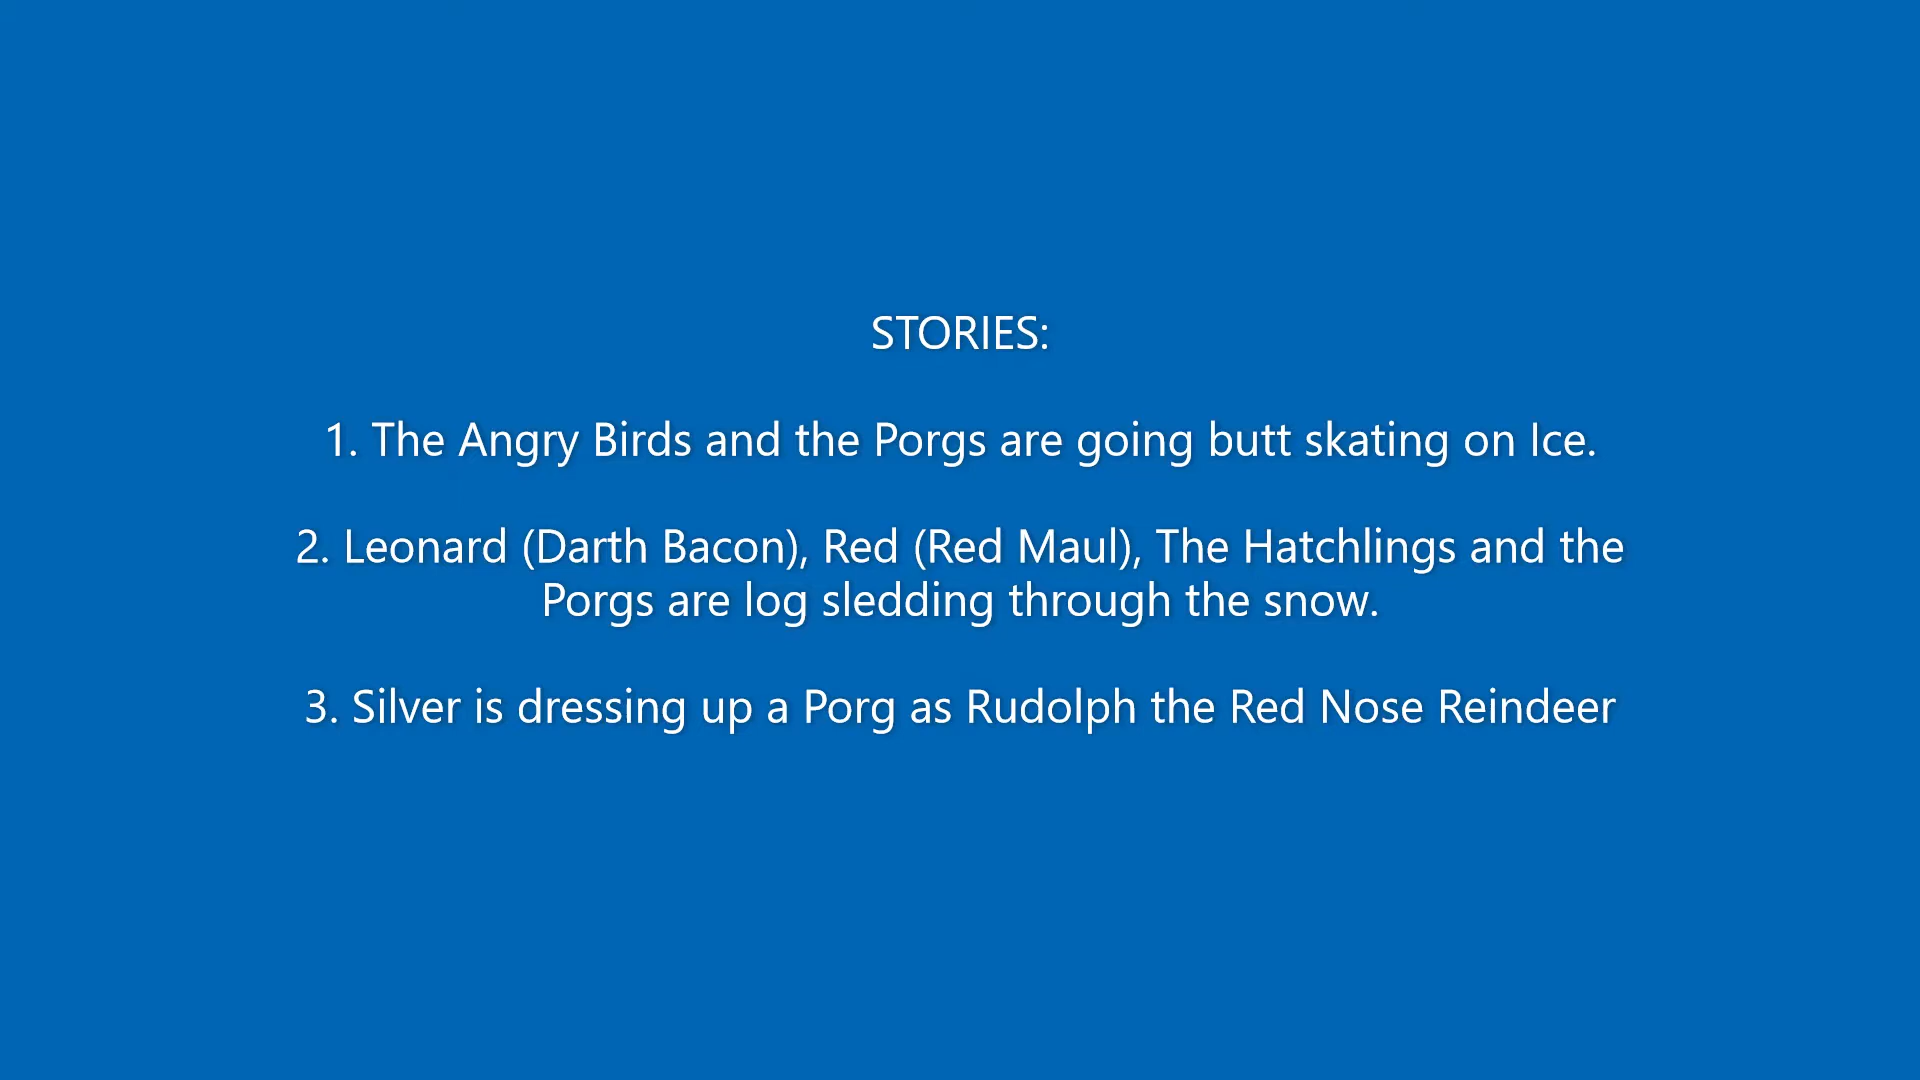 STORIES:
1. The Angry Birds and the Porgs are going butt skating on Ice.
2. Leonard (Darth Bacon), Red (Red Maul), The Hatchlings and the
Porgs are log sledding through the snow.
3. Silver is dressing up a Porg as Rudolph the Red Nose Reindeer